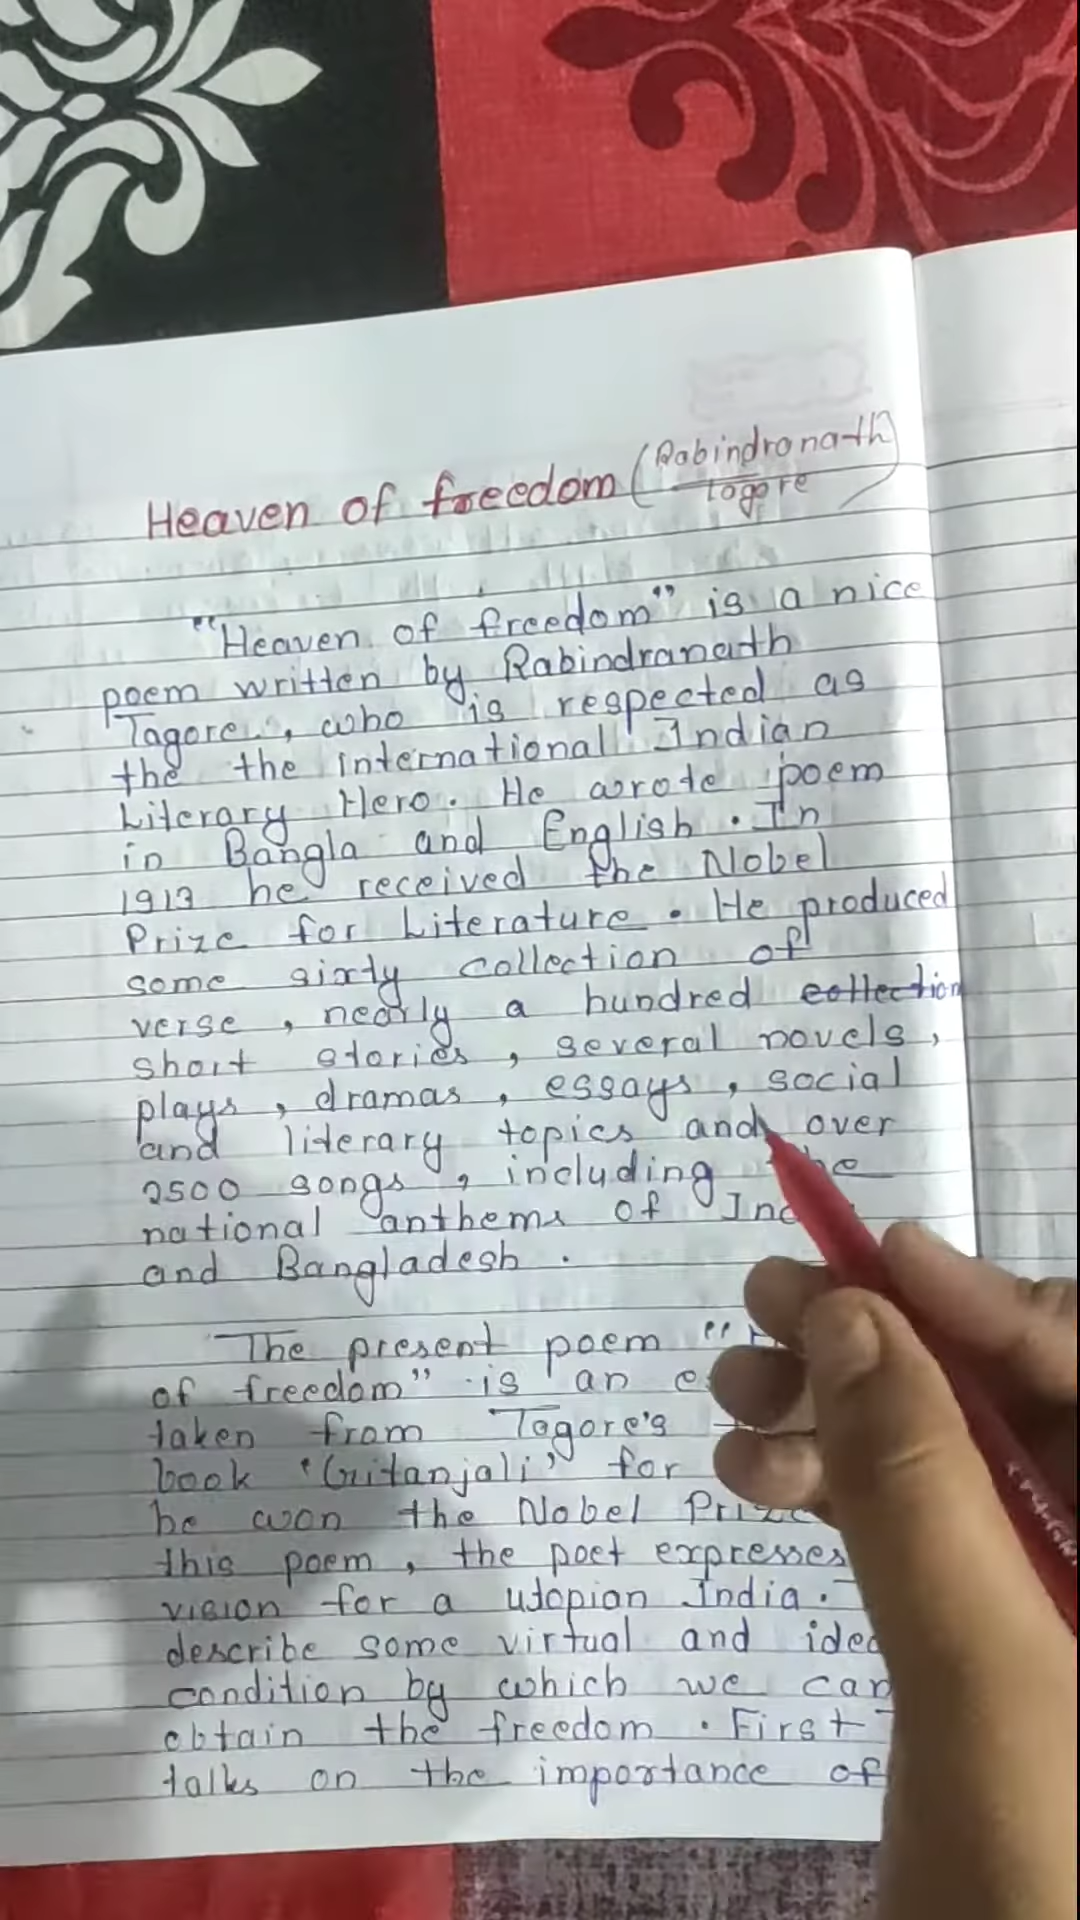 Heaven of freedom (Rabindronath
Togore)
"Heaven of freedom" is a nice
poem written by Rabindranath
Tagore, who is respected as
the the international Indian
Literary Hero. He wrote poem
in Bangla and English. In
1913 he received the Nobel
Prize for Literature. He produced
some sixty collection of
verse, nearly a hundred collection
short stories, several novels,
plays, dramas, essays, social
and literary topics and over
2500 songs, including the
national anthems of
and Bangladesh.
The present poem "
of freedom" is an
taken from Tagore's
book 'Gitanjali' for
he won the Nobel Prize
this poem, the poet expresses
vision for a utopian India.
describe some virtual and
condition by which we can
obtain the freedom. First
talks on the importance of